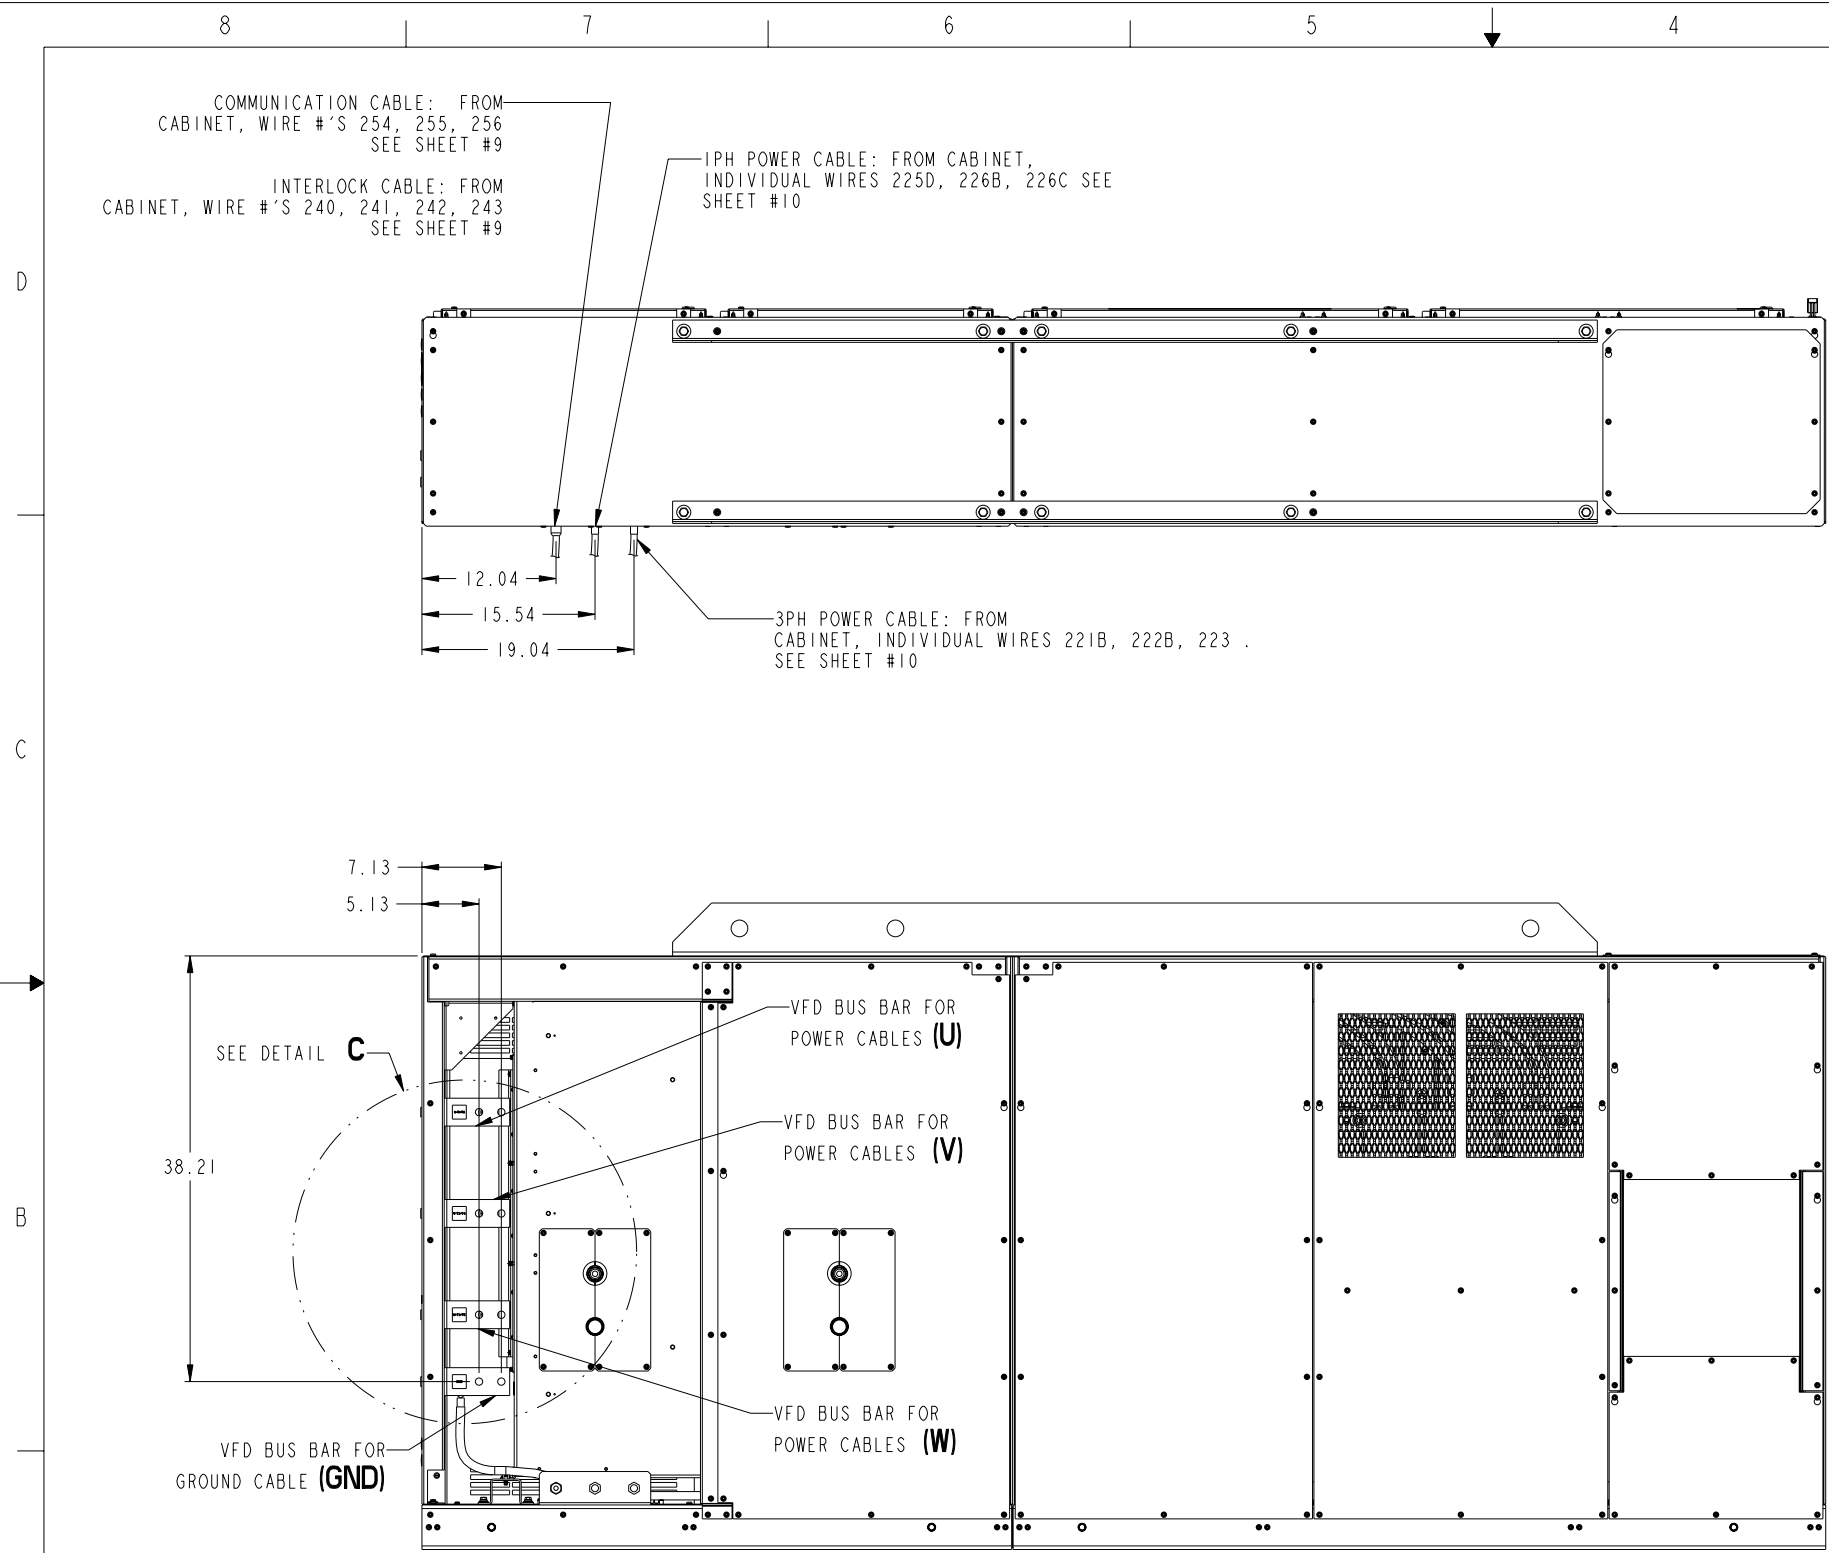 8 7 6 5 4
COMMUNICATION CABLE: FROM
CABINET, WIRE #'S 254, 255, 256
SEE SHEET #9
INTERLOCK CABLE: FROM
CABINET, WIRE #'S 240, 241, 242, 243
SEE SHEET #9
1PH POWER CABLE: FROM CABINET,
INDIVIDUAL WIRES 225D, 226B, 226C SEE
SHEET #10
D
12.04
15.54
19.04
3PH POWER CABLE: FROM
CABINET, INDIVIDUAL WIRES 221B, 222B, 223 .
SEE SHEET #10
C
7.13
5.13
SEE DETAIL C
VFD BUS BAR FOR
POWER CABLES (U)
VFD BUS BAR FOR
POWER CABLES (V)
38.21
B
VFD BUS BAR FOR
POWER CABLES (W)
VFD BUS BAR FOR
GROUND CABLE (GND)